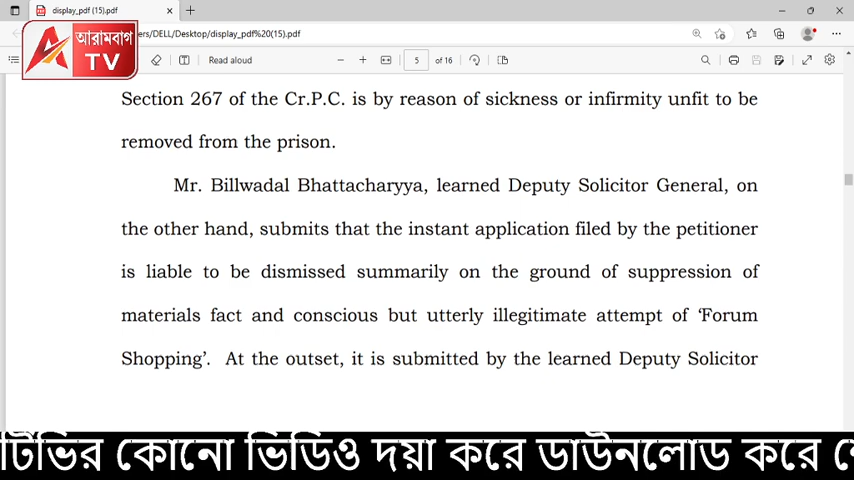 display_pdf (15).pdf
ers/DELL/Desktop/display_pdf%20(15).pdf
আরামবাগ
TV
Read aloud
5
of 16
Section 267 of the Cr.P.C. is by reason of sickness or infirmity unfit to be
removed from the prison.
Mr. Billwadal Bhattacharyya, learned Deputy Solicitor General, on
the other hand, submits that the instant application filed by the petitioner
is liable to be dismissed summarily on the ground of suppression of
materials fact and conscious but utterly illegitimate attempt of ‘Forum
Shopping’. At the outset, it is submitted by the learned Deputy Solicitor
টিভির কোনো ভিডিও দয়া করে ডাউনলোড করে